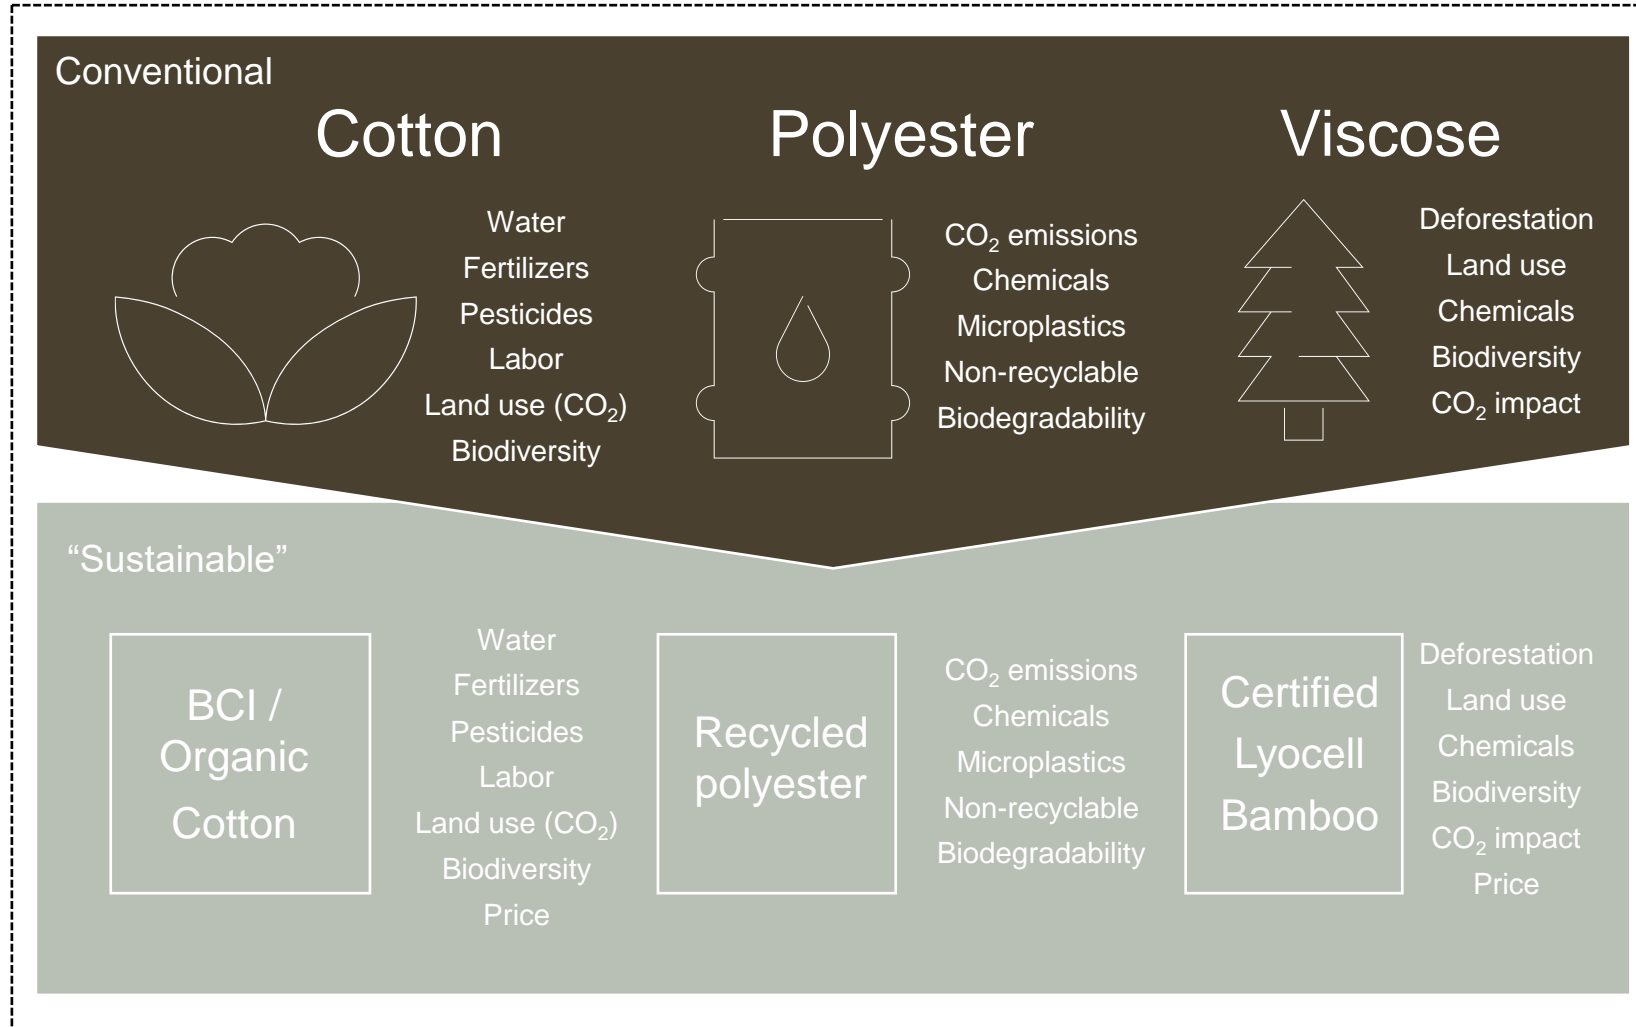 Conventional
Cotton
Water
Fertilizers
Pesticides
Labor
Land use (CO₂)
Biodiversity
Polyester
CO₂ emissions
Chemicals
Microplastics
Non-recyclable
Biodegradability
Viscose
Deforestation
Land use
Chemicals
Biodiversity
CO₂ impact
“Sustainable”
BCI /
Organic
Cotton
Water
Fertilizers
Pesticides
Labor
Land use (CO₂)
Biodiversity
Price
Recycled
polyester
CO₂ emissions
Chemicals
Microplastics
Non-recyclable
Biodegradability
Certified
Lyocell
Bamboo
Deforestation
Land use
Chemicals
Biodiversity
CO₂ impact
Price